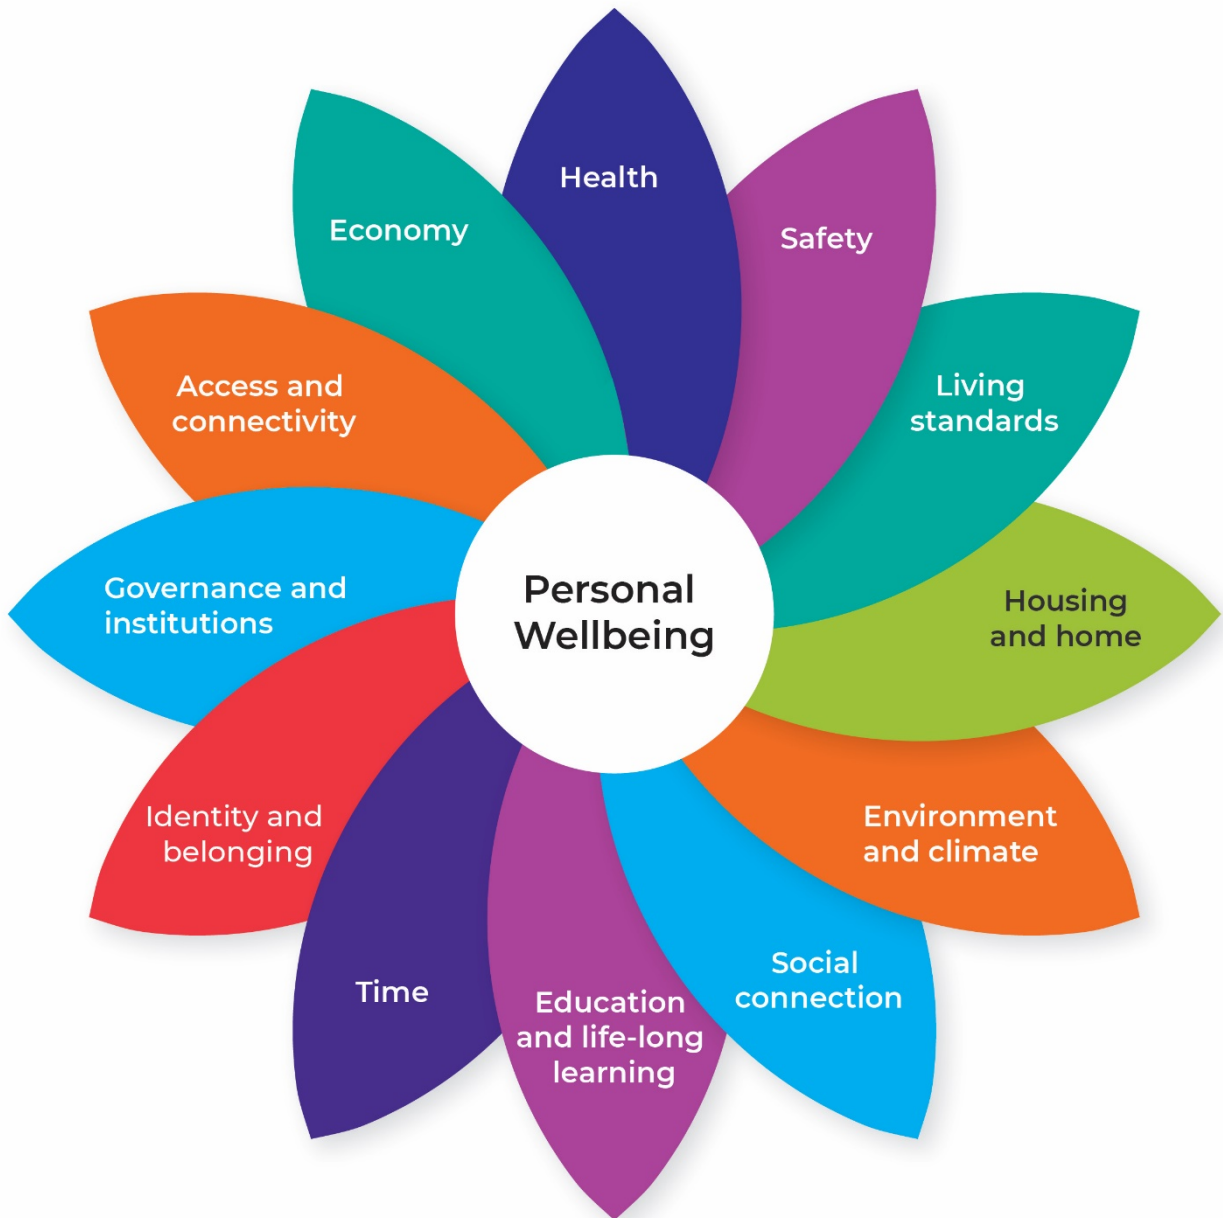 Health
Safety
Living
standards
Housing
and home
Environment
and climate
Social
connection
Education
and life-long
learning
Time
Identity and
belonging
Governance and
institutions
Access and
connectivity
Economy
Personal
Wellbeing